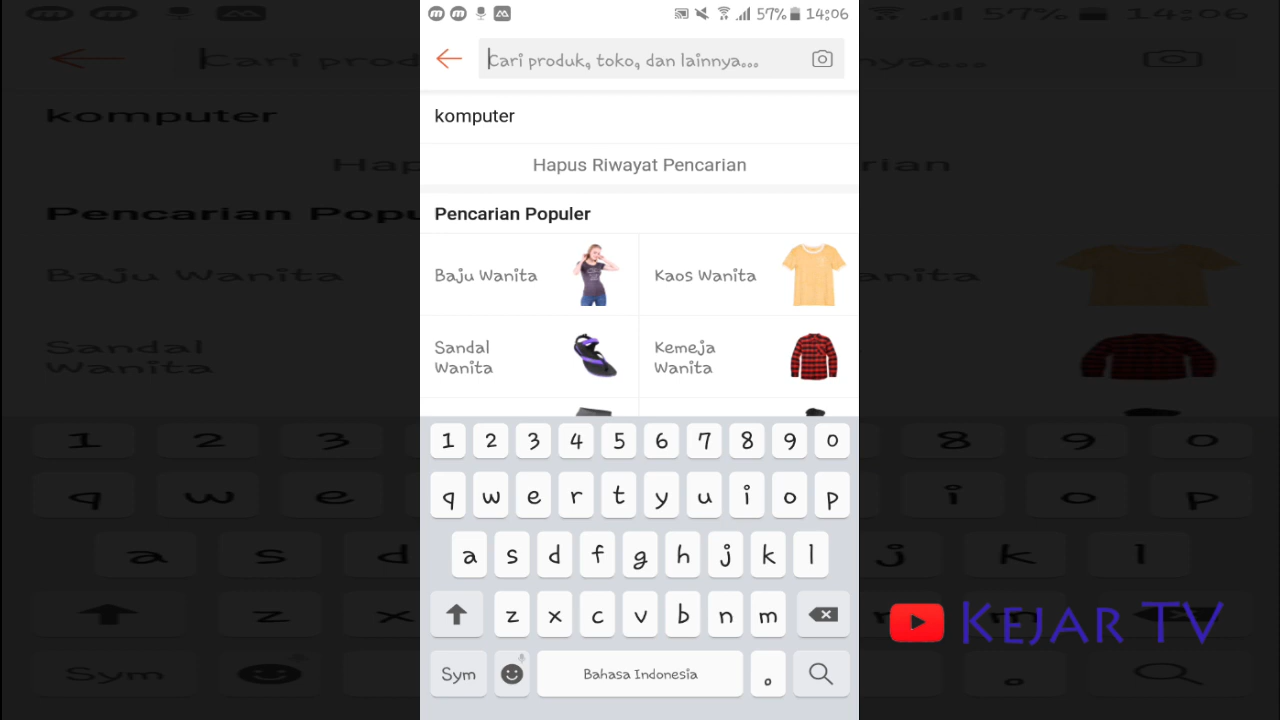 57% 14:06
Cari produk, toko, dan lainnya...
komputer
Hapus Riwayat Pencarian
Pencarian Populer
Baju Wanita
Kaos Wanita
Sandal
Wanita
Kemeja
Wanita
1 2 3 4 5 6 7 8 9 0
q w e r t y u i o p
a s d f g h j k l
z x c v b n m
Sym
Bahasa Indonesia
.
KEJAR TV